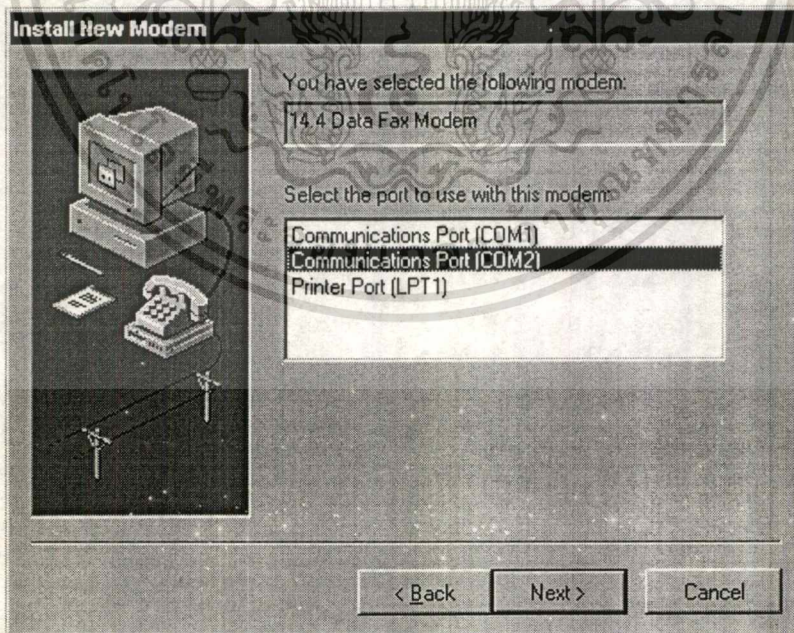 Install New Modem
You have selected the following modem:
14.4 Data Fax Modem
Select the port to use with this modem:
Communications Port (COM1)
Communications Port (COM2)
Printer Port (LPT1)
< Back
Next >
Cancel